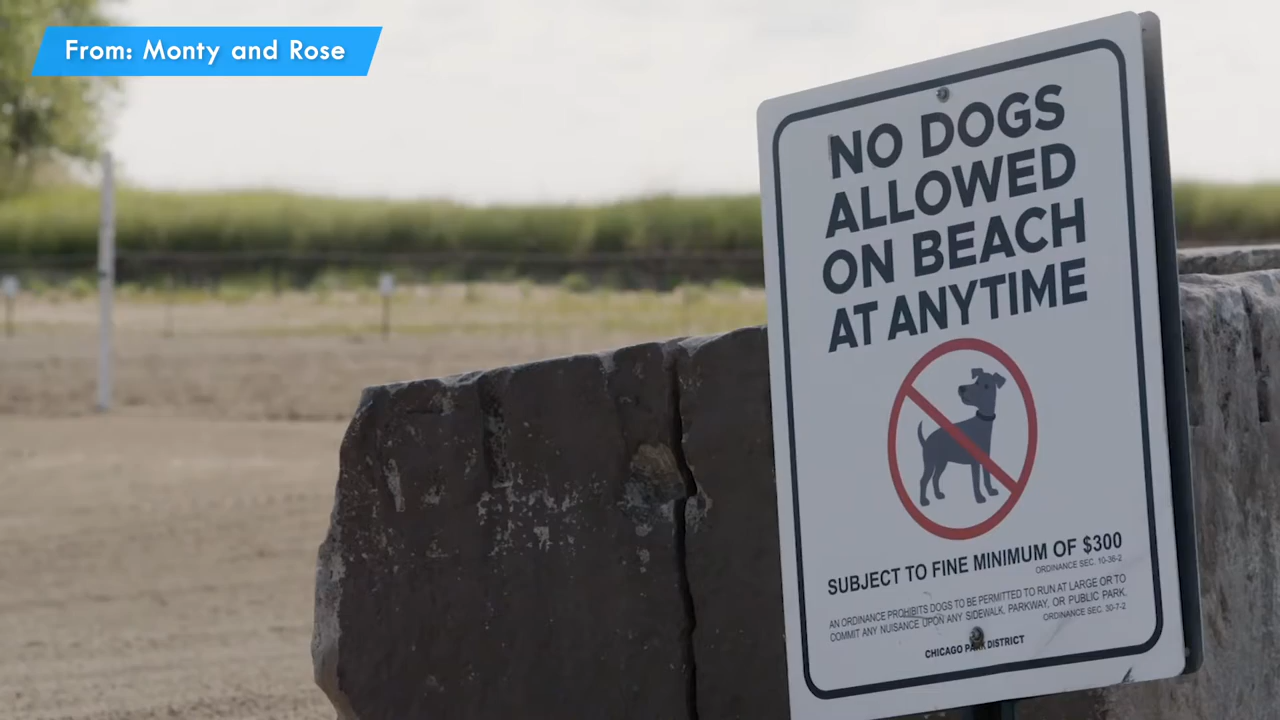 From: Monty and Rose
NO DOGS
ALLOWED
ON BEACH
AT ANYTIME
SUBJECT TO FINE MINIMUM OF $300
ORDINANCE SEC. 10-36-2
AN ORDINANCE PROHIBITS DOGS TO BE PERMITTED TO RUN AT LARGE OR TO
COMMIT ANY NUISANCE UPON ANY SIDEWALK, PARKWAY, OR PUBLIC PARK.
ORDINANCE SEC. 30-7-2
CHICAGO PARK DISTRICT